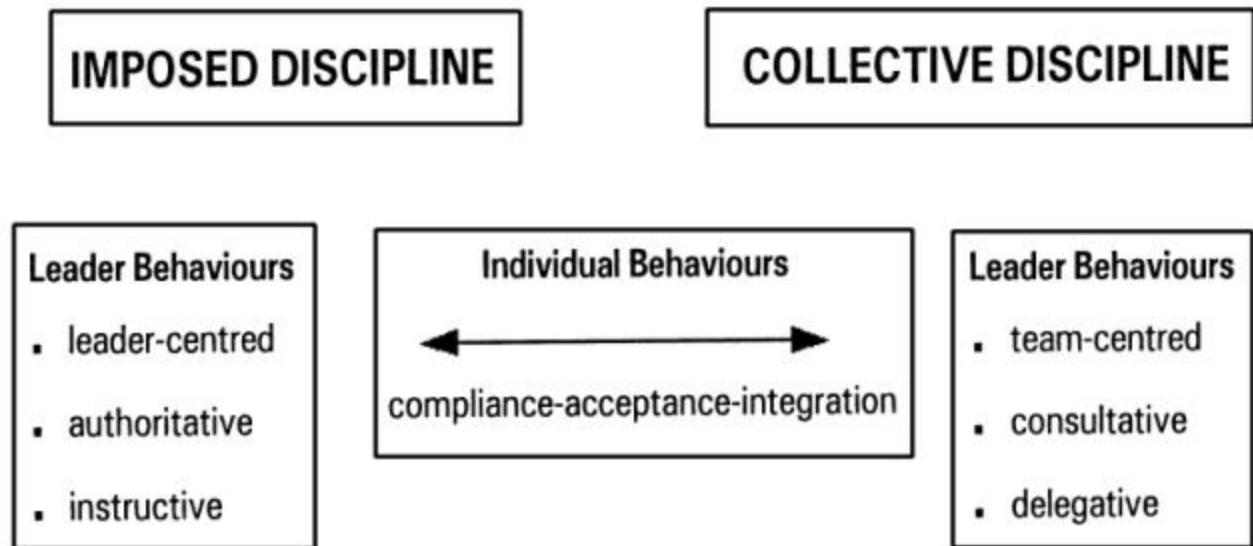 IMPOSED DISCIPLINE
COLLECTIVE DISCIPLINE
Leader Behaviours
. leader-centred
. authoritative
. instructive
Individual Behaviours
compliance-acceptance-integration
Leader Behaviours
. team-centred
. consultative
. delegative